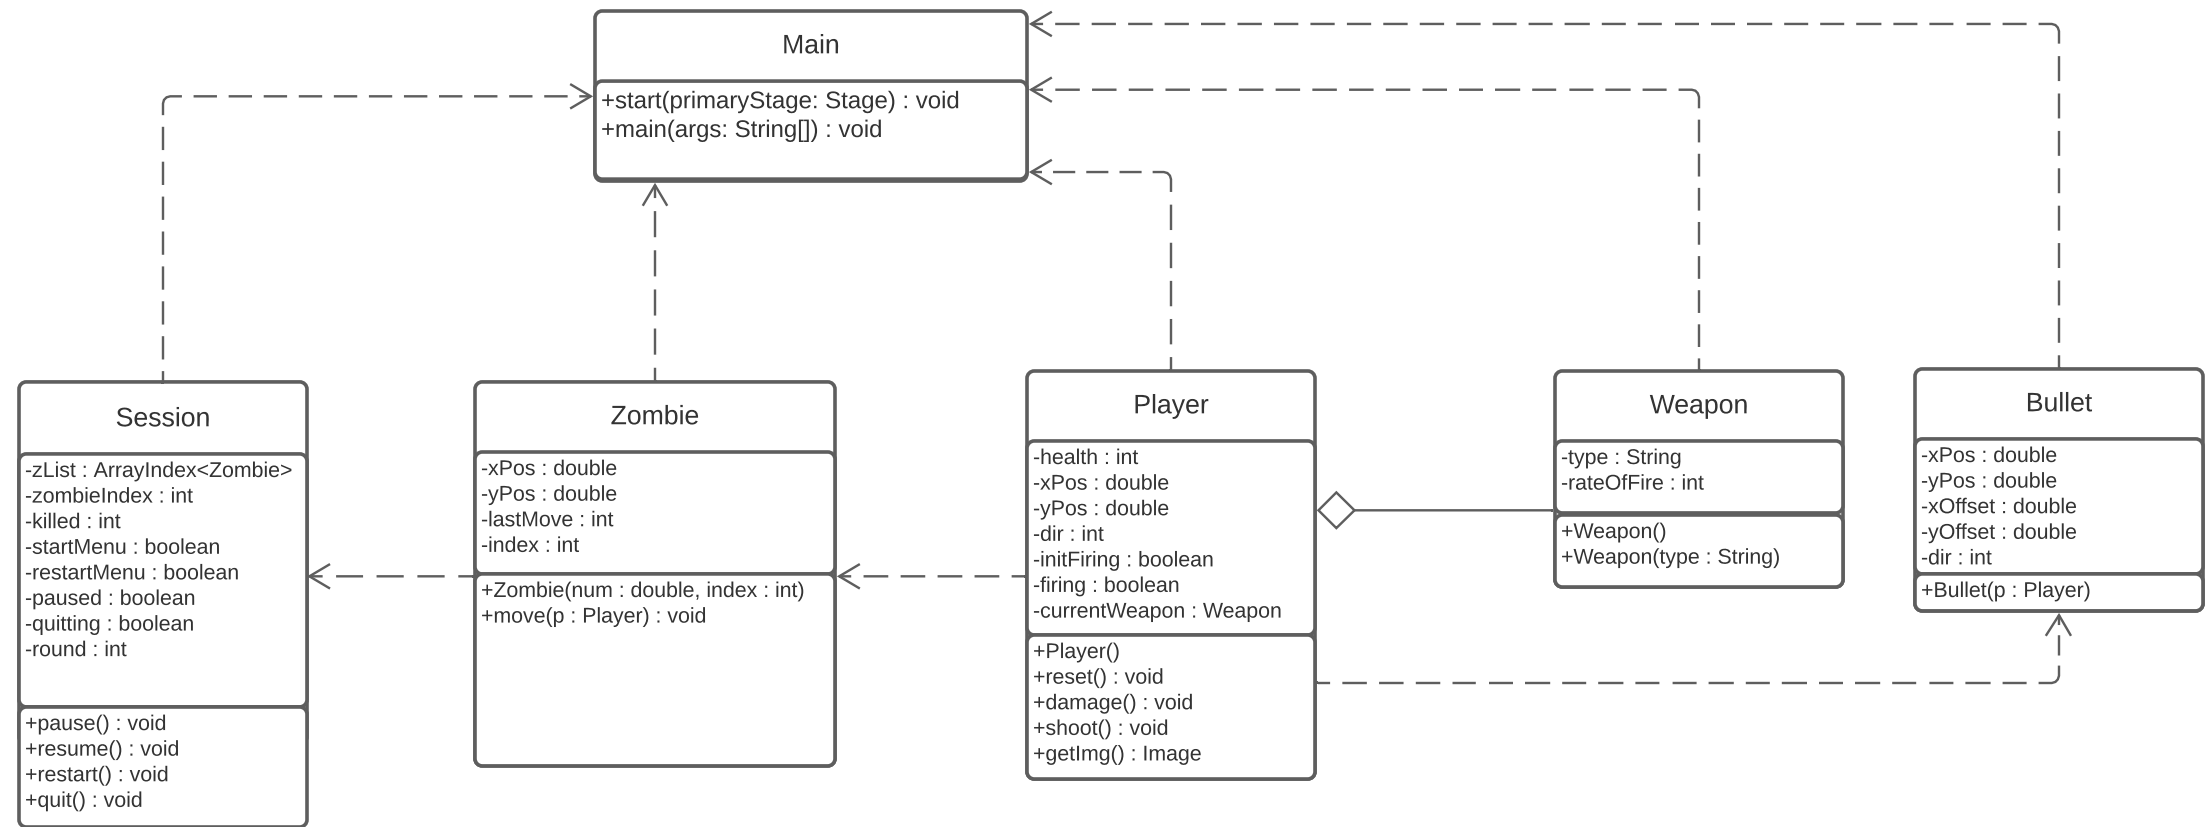 Main
+start(primaryStage: Stage) : void
+main(args: String[]) : void
Session
-zList : ArrayIndex<Zombie>
-zombieIndex : int
-killed : int
-startMenu : boolean
-restartMenu : boolean
-paused : boolean
-quitting : boolean
-round : int
+pause() : void
+resume() : void
+restart() : void
+quit() : void
Zombie
-xPos : double
-yPos : double
-lastMove : int
-index : int
+Zombie(num : double, index : int)
+move(p : Player) : void
Player
-health : int
-xPos : double
-yPos : double
-dir : int
-initFiring : boolean
-firing : boolean
-currentWeapon : Weapon
+Player()
+reset() : void
+damage() : void
+shoot() : void
+getImg() : Image
Weapon
-type : String
-rateOfFire : int
+Weapon()
+Weapon(type : String)
Bullet
-xPos : double
-yPos : double
-xOffset : double
-yOffset : double
-dir : int
+Bullet(p : Player)